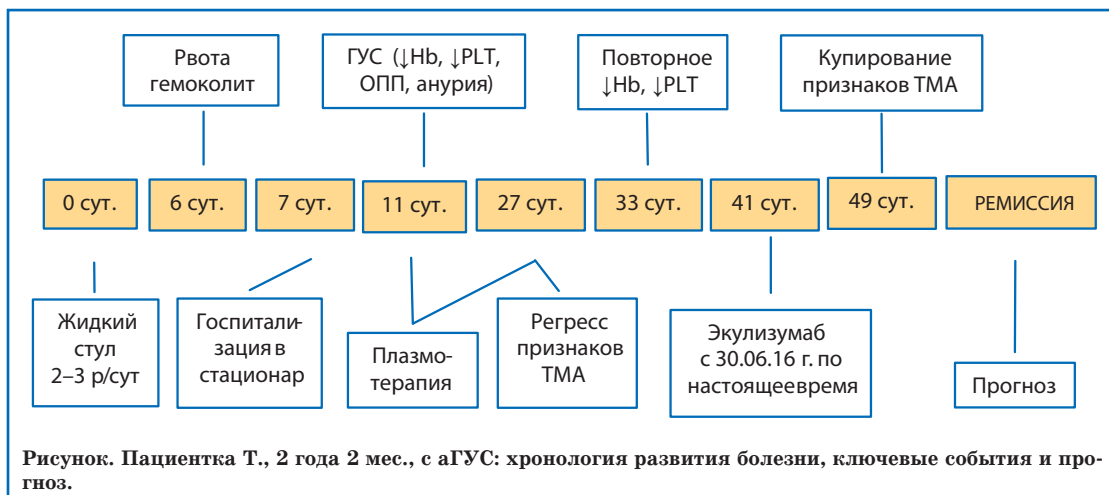 Рвота
гемоколит
ГУС (↓Hb, ↓PLT,
ОПП, анурия)
Повторное
↓Hb, ↓PLT
Купирование
признаков ТМА
0 сут.
6 сут.
7 сут.
11 сут.
27 сут.
33 сут.
41 сут.
49 сут.
РЕМИССИЯ
Жидкий
стул
2–3 р/сут
Госпитали-
зация в
стационар
Плазмо-
терапия
Регресс
признаков
ТМА
Экулизумаб
с 30.06.16 г. по
настоящеевремя
Прогноз
Рисунок. Пациентка Т., 2 года 2 мес., с аГУС: хронология развития болезни, ключевые события и про-
гноз.